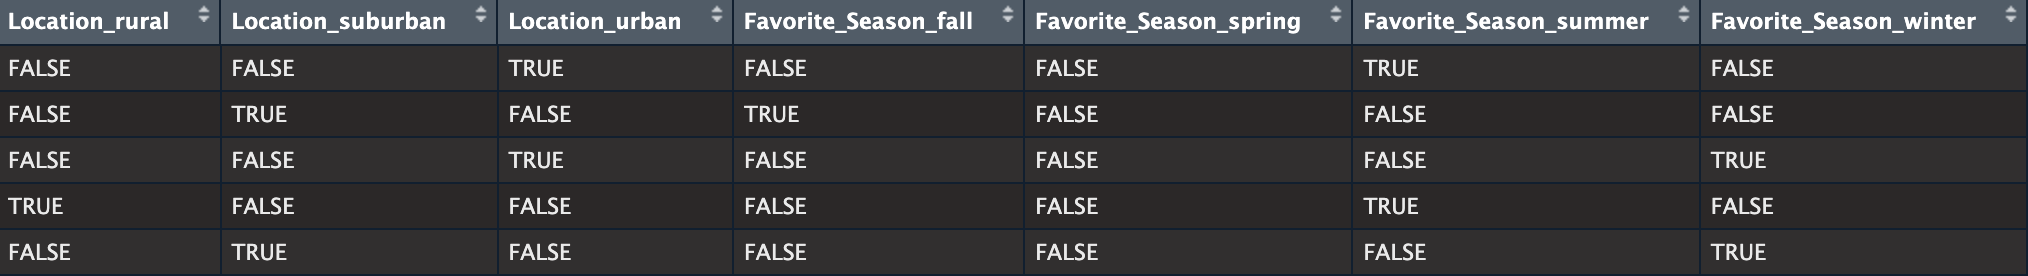 Location_rural Location_suburban Location_urban Favorite_Season_fall Favorite_Season_spring Favorite_Season_summer Favorite_Season_winter
FALSE FALSE TRUE FALSE FALSE TRUE FALSE
FALSE TRUE FALSE TRUE FALSE FALSE FALSE
FALSE FALSE TRUE FALSE FALSE FALSE TRUE
TRUE FALSE FALSE FALSE FALSE TRUE FALSE
FALSE TRUE FALSE FALSE FALSE FALSE TRUE